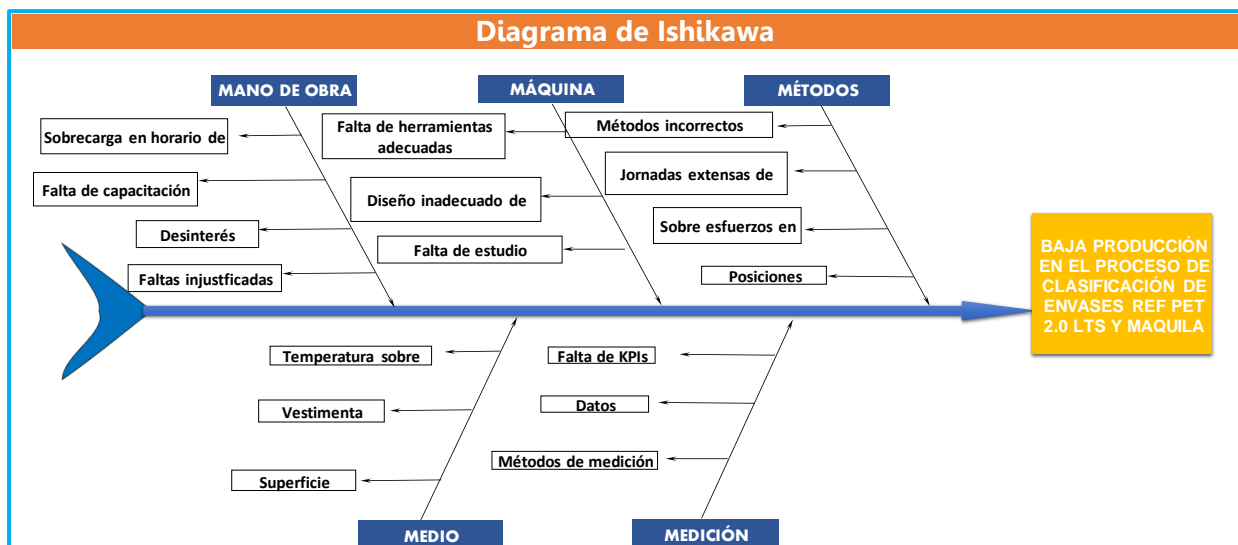 Diagrama de Ishikawa
MANO DE OBRA
MÁQUINA
MÉTODOS
Sobrecarga en horario de
Falta de capacitación
Desinterés
Faltas injustficadas
Falta de herramientas
adecuadas
Diseño inadecuado de
Falta de estudio
Métodos incorrectos
Jornadas extensas de
Sobre esfuerzos en
Posiciones
BAJA PRODUCCIÓN
EN EL PROCESO DE
CLASIFICACIÓN DE
ENVASES REF PET
2.0 LTS Y MAQUILA
Temperatura sobre
Vestimenta
Superficie
Falta de KPIs
Datos
Métodos de medición
MEDIO
MEDICIÓN